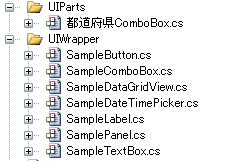 UIParts
都道府県ComboBox.cs
UIWrapper
SampleButton.cs
SampleComboBox.cs
SampleDataGridView.cs
SampleDateTimePicker.cs
SampleLabel.cs
SamplePanel.cs
SampleTextBox.cs